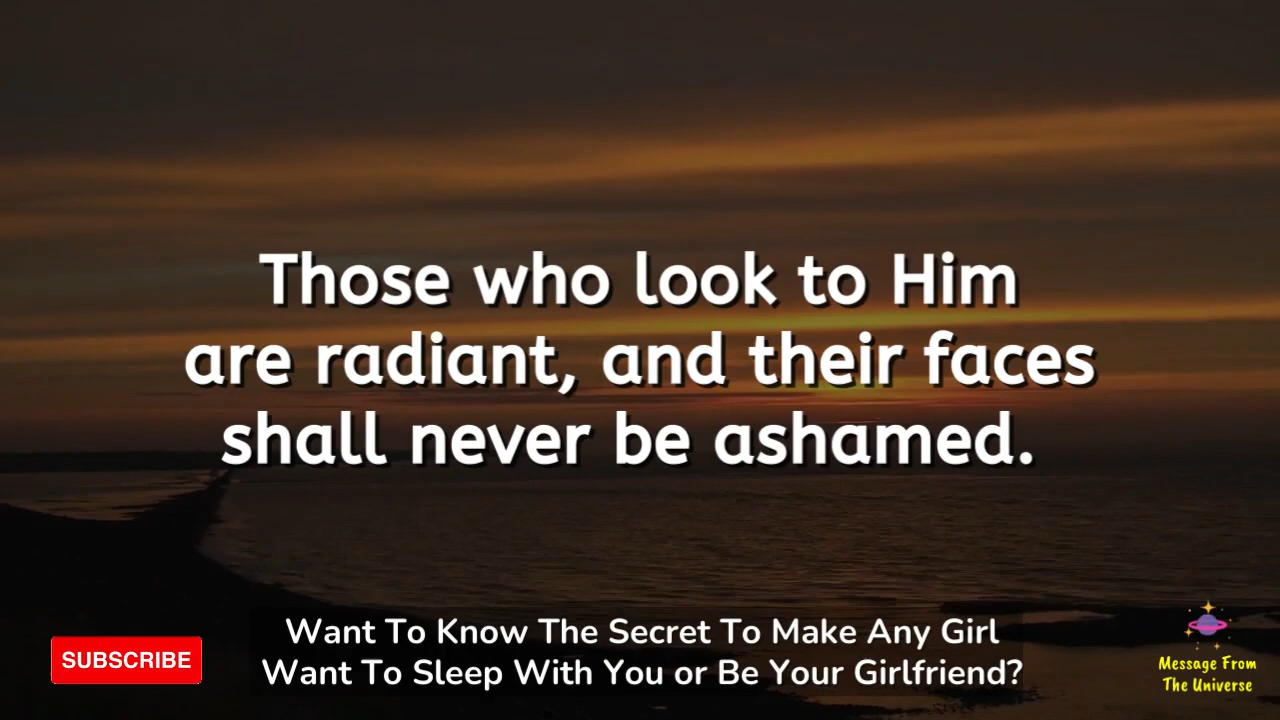 Those who look to Him
are radiant, and their faces
shall never be ashamed.
Want To Know The Secret To Make Any Girl
Want To Sleep With You or Be Your Girlfriend?
SUBSCRIBE
Message From
The Universe